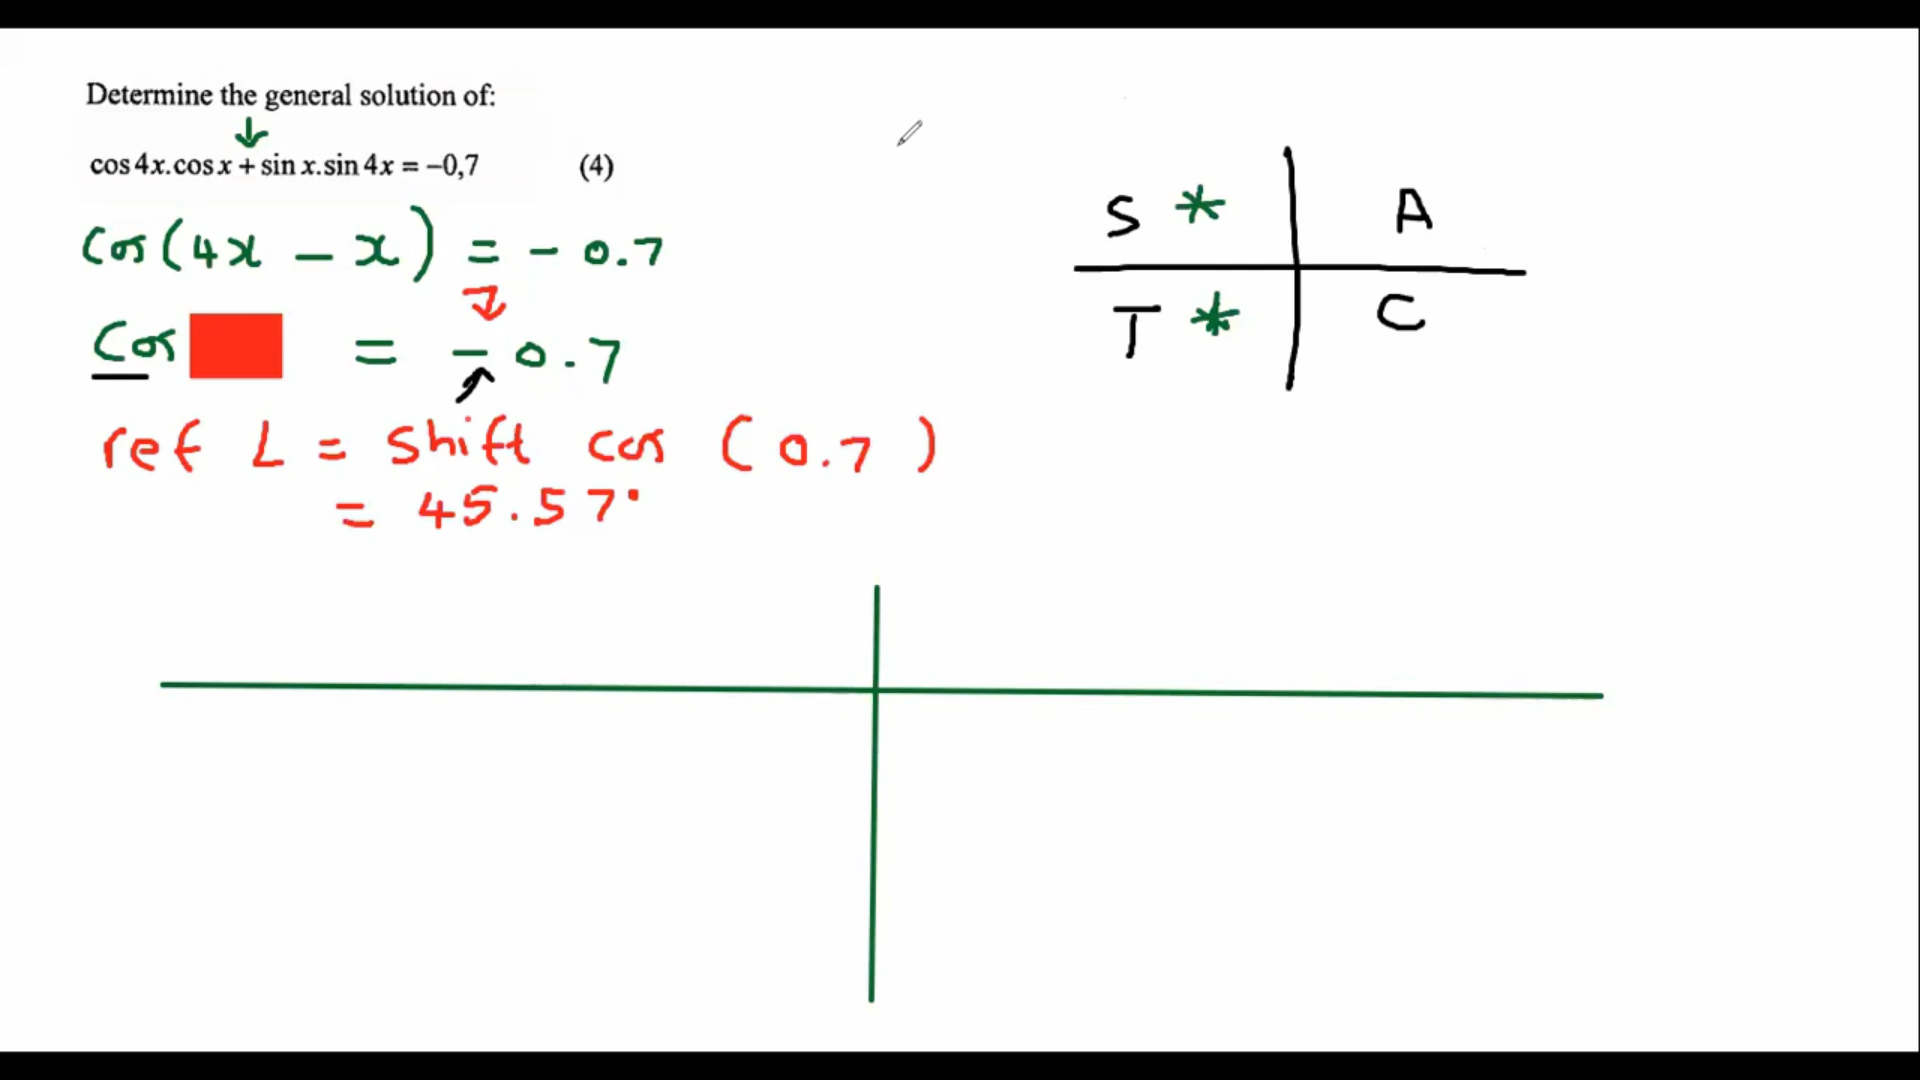 Determine the general solution of:
cos 4x.cos x + sin x.sin 4x = −0,7 (4)
cos(4x − x) = − 0.7
Cos = − 0.7
ref L = shift cos (0.7)
= 45.57°
S * A
T * C